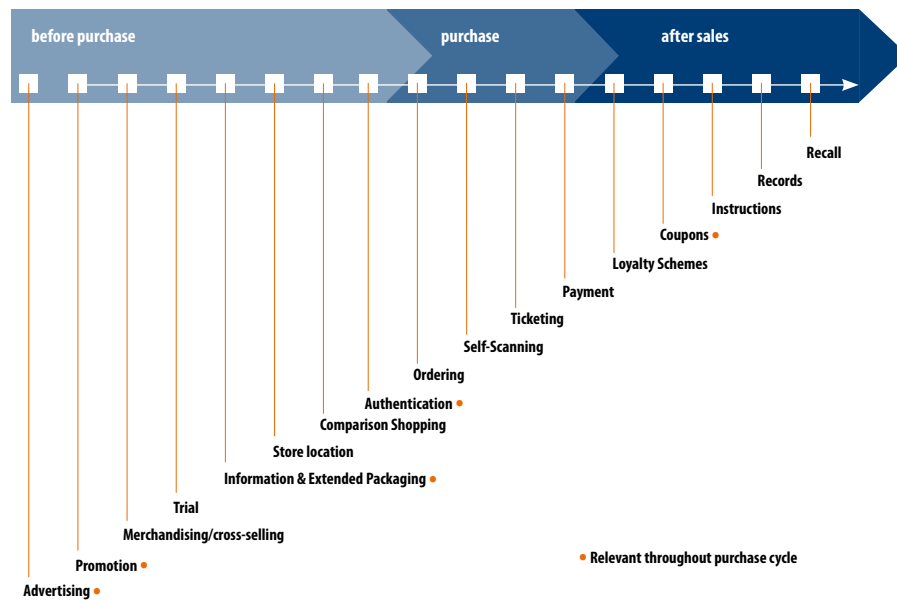 before purchase
purchase
after sales
Recall
Records
Instructions
Coupons •
Loyalty Schemes
Payment
Ticketing
Self-Scanning
Ordering
Authentication •
Comparison Shopping
Store location
Information & Extended Packaging •
Trial
Merchandising/cross-selling
• Relevant throughout purchase cycle
Promotion •
Advertising •